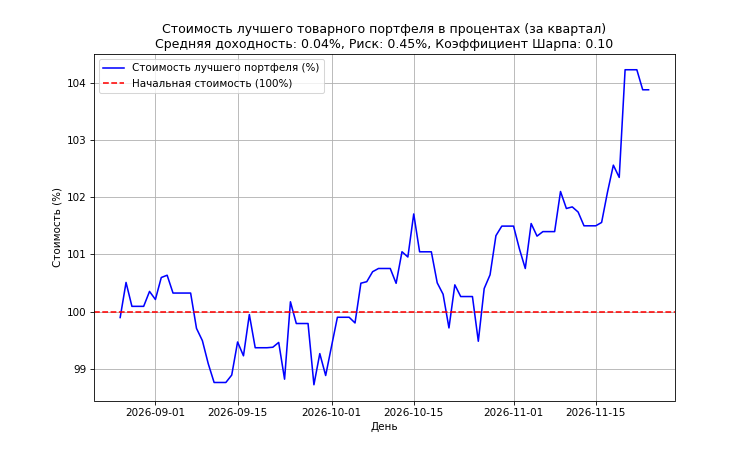 Стоимость лучшего товарного портфеля в процентах (за квартал)
Средняя доходность: 0.04%, Риск: 0.45%, Коэффициент Шарпа: 0.10
Стоимость лучшего портфеля (%)
Начальная стоимость (100%)
Стоимость (%)
104
103
102
101
100
99
2026-09-01
2026-09-15
2026-10-01
2026-10-15
2026-11-01
2026-11-15
День